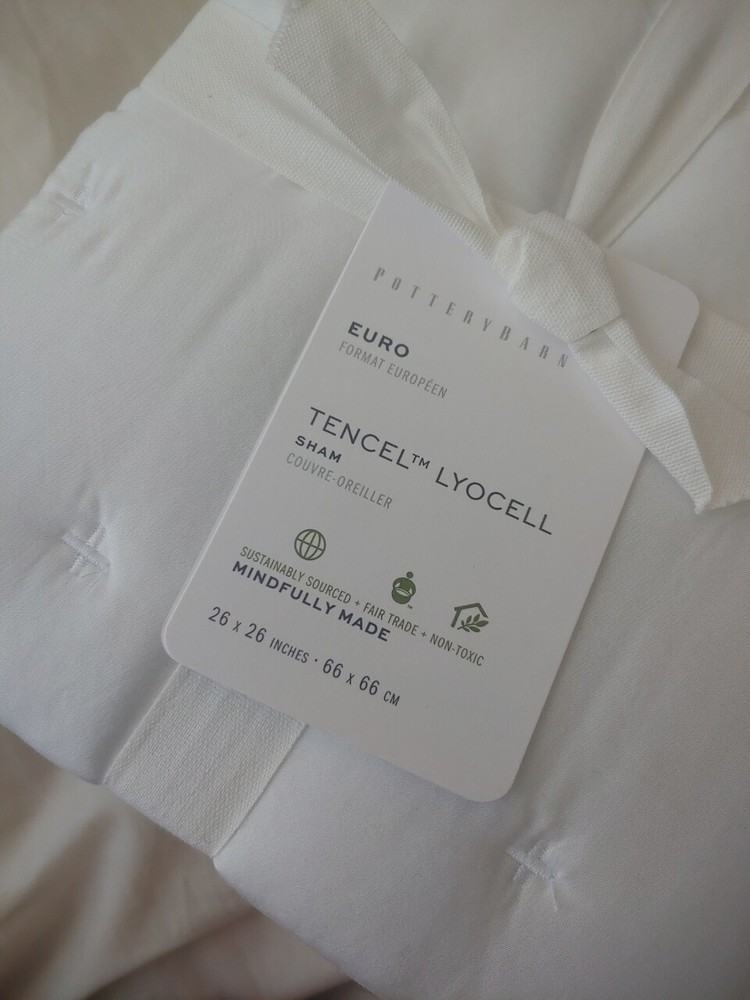 POTTERYBARN
EURO
FORMAT EUROPÉEN
TENCEL™ LYOCELL
SHAM
COUVRE-OREILLER
SUSTAINABLY SOURCED + FAIR TRADE + NON-TOXIC
MINDFULLY MADE
26 x 26 INCHES · 66 x 66 CM